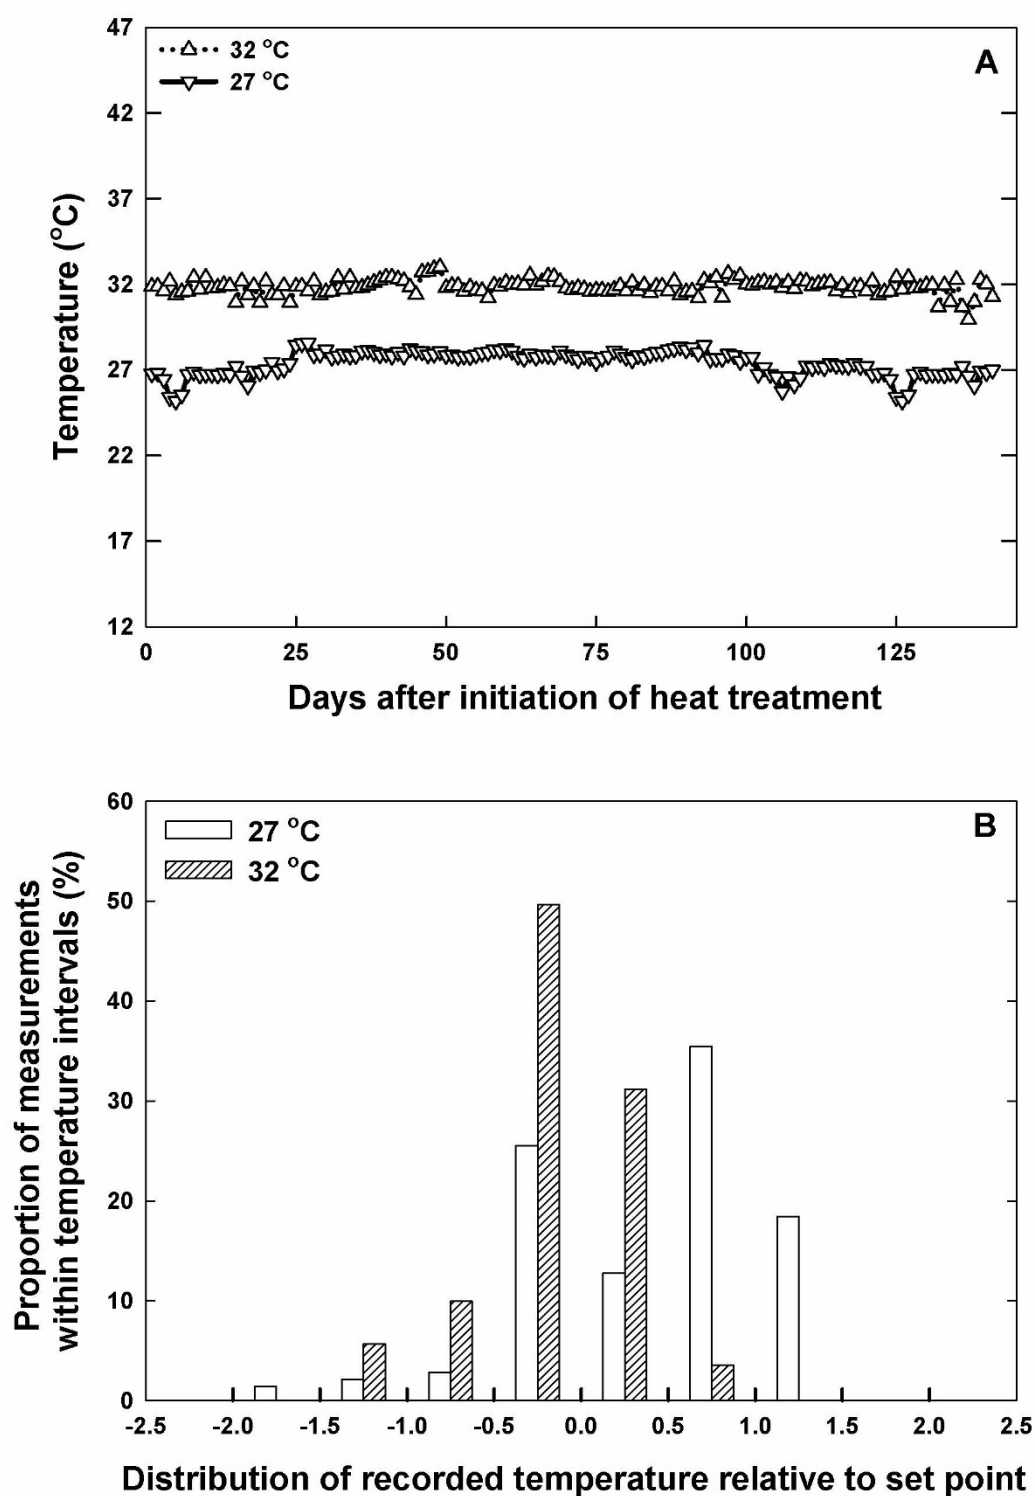 47
32 °C
27 °C
A
42
37
32
27
22
17
12
Temperature (°C)
0 25 50 75 100 125
Days after initiation of heat treatment
60
27 °C
32 °C
B
50
40
30
20
10
0
Proportion of measurements
within temperature intervals (%)
-2.5 -2.0 -1.5 -1.0 -0.5 0.0 0.5 1.0 1.5 2.0 2.5
Distribution of recorded temperature relative to set point